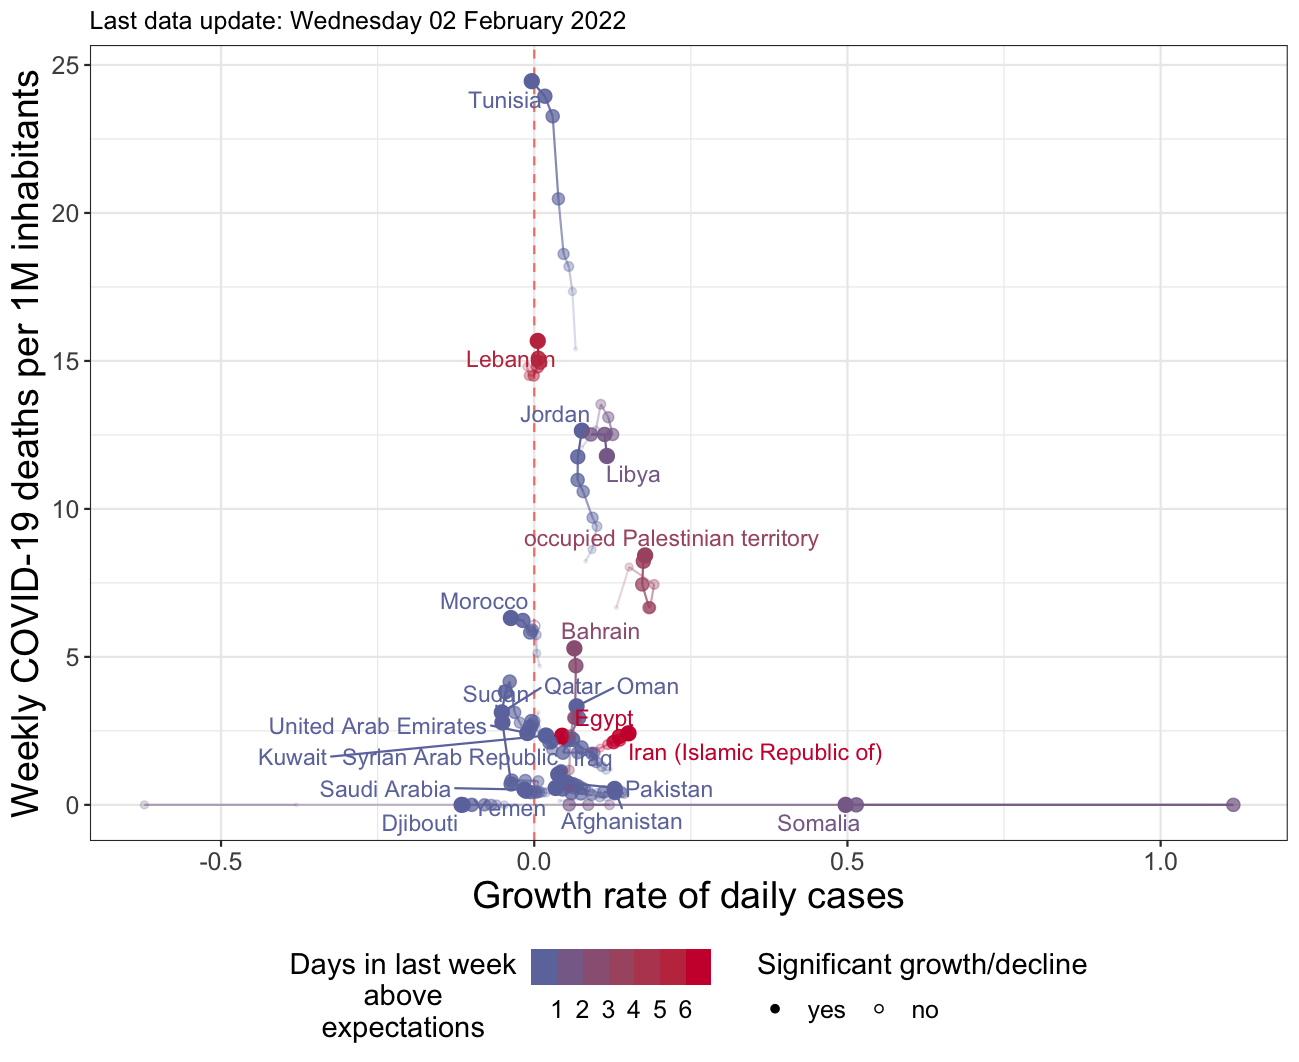 Last data update: Wednesday 02 February 2022
Weekly COVID-19 deaths per 1M inhabitants
25
20
15
10
5
0
Tunisia
Lebanon
Jordan
Libya
occupied Palestinian territory
Morocco
Bahrain
Sudan
Qatar
Oman
United Arab Emirates
Egypt
Kuwait
Syrian Arab Republic
Iraq
Iran (Islamic Republic of)
Saudi Arabia
Pakistan
Yemen
Djibouti
Afghanistan
Somalia
-0.5
0.0
0.5
1.0
Growth rate of daily cases
Days in last week
above
expectations
1 2 3 4 5 6
Significant growth/decline
yes
no